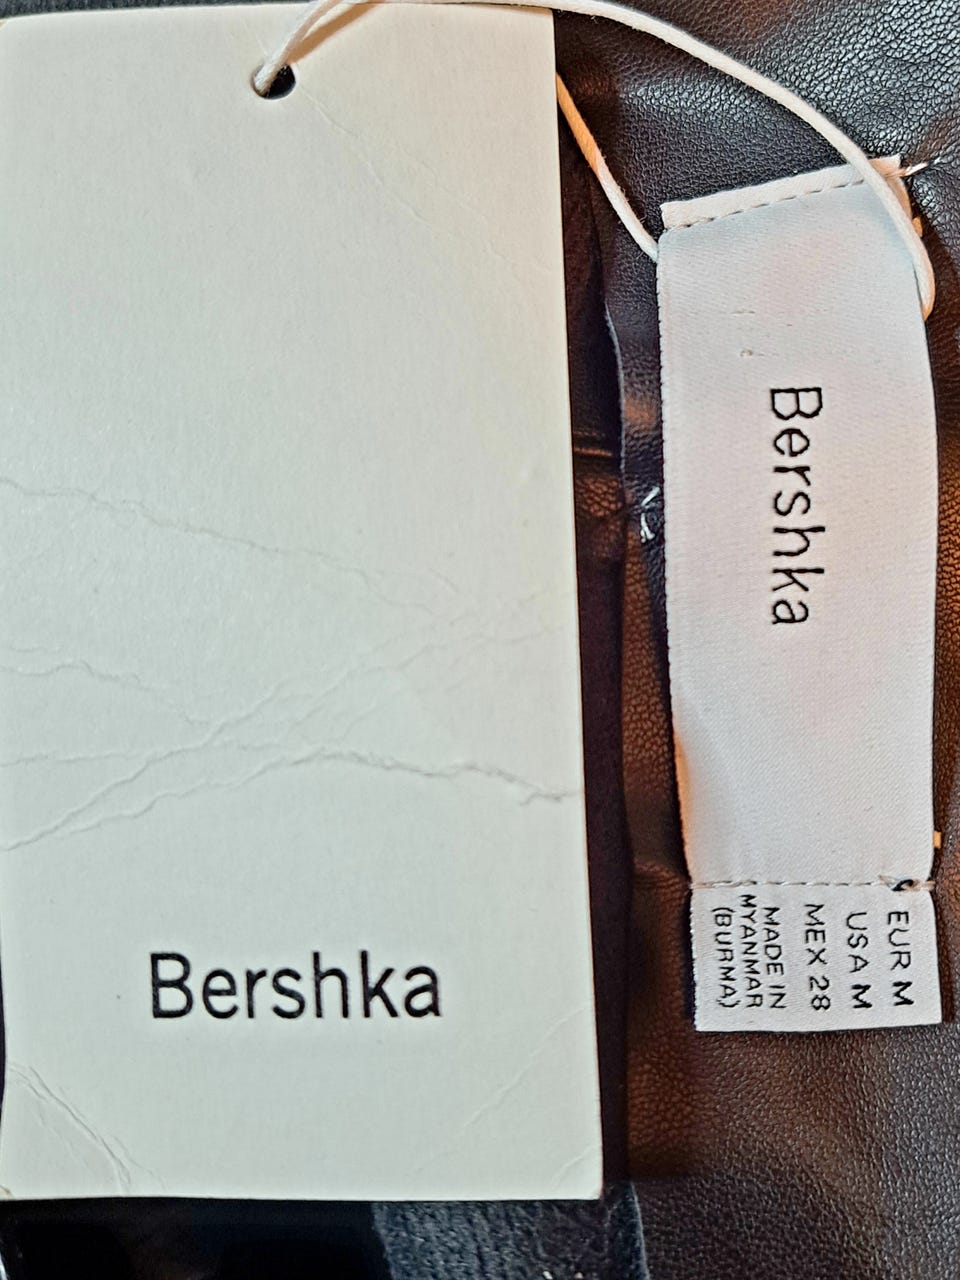 Bershka
Bershka
EUR M
USA M
MEX 28
MADE IN
MYANMAR
(BURMA)